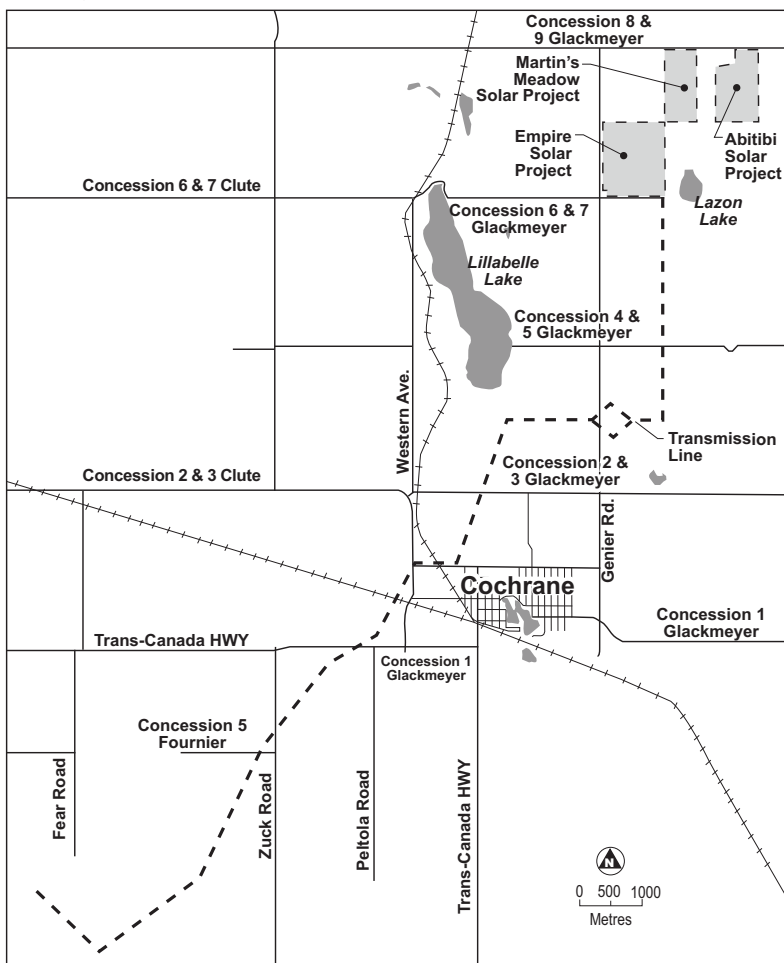 Concession 8 &
9 Glackmeyer
Martin's
Meadow
Solar Project
Empire
Solar
Project
Abitibi
Solar
Project
Concession 6 & 7 Clute
Concession 6 & 7
Glackmeyer
Lazon
Lake
Lillabelle
Lake
Concession 4 &
5 Glackmeyer
Western Ave.
Transmission
Line
Concession 2 & 3 Clute
Concession 2 &
3 Glackmeyer
Genier Rd.
Cochrane
Concession 1
Glackmeyer
Trans-Canada HWY
Concession 1
Glackmeyer
Concession 5
Fournier
Fear Road
Zuck Road
Peltola Road
Trans-Canada HWY
N
0 500 1000
Metres